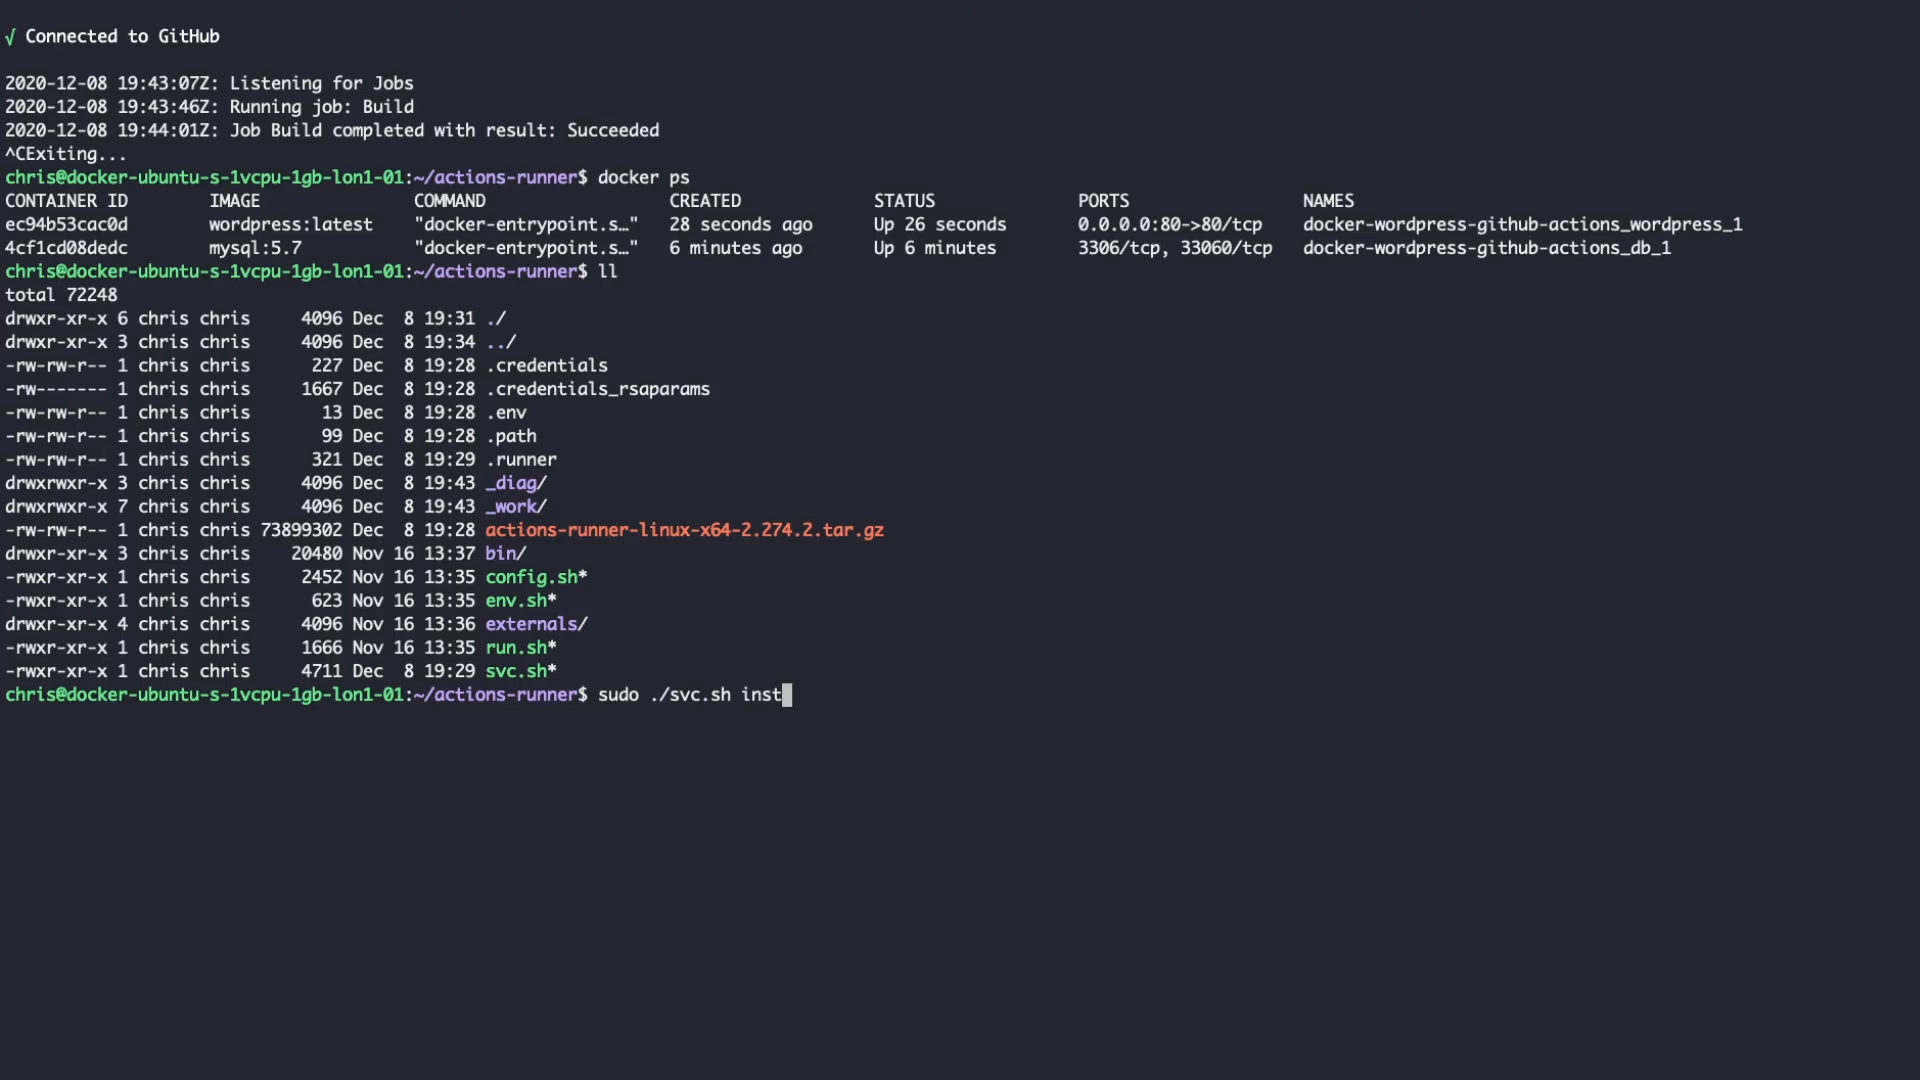 √ Connected to GitHub
2020-12-08 19:43:07Z: Listening for Jobs
2020-12-08 19:43:46Z: Running job: Build
2020-12-08 19:44:01Z: Job Build completed with result: Succeeded
^CExiting...
chris@docker-ubuntu-s-1vcpu-1gb-lon1-01:~/actions-runner$ docker ps
CONTAINER ID        IMAGE               COMMAND                  CREATED             STATUS              PORTS                 NAMES
ec94b53cac0d        wordpress:latest    "docker-entrypoint.s…"   28 seconds ago      Up 26 seconds       0.0.0.0:80->80/tcp    docker-wordpress-github-actions_wordpress_1
4cf1cd08dedc        mysql:5.7           "docker-entrypoint.s…"   6 minutes ago       Up 6 minutes        3306/tcp, 33060/tcp   docker-wordpress-github-actions_db_1
chris@docker-ubuntu-s-1vcpu-1gb-lon1-01:~/actions-runner$ ll
total 72248
drwxr-xr-x 6 chris chris     4096 Dec  8 19:31 ./
drwxr-xr-x 3 chris chris     4096 Dec  8 19:34 ../
-rw-rw-r-- 1 chris chris      227 Dec  8 19:28 .credentials
-rw------- 1 chris chris     1667 Dec  8 19:28 .credentials_rsaparams
-rw-rw-r-- 1 chris chris       13 Dec  8 19:28 .env
-rw-rw-r-- 1 chris chris       99 Dec  8 19:28 .path
-rw-rw-r-- 1 chris chris      321 Dec  8 19:29 .runner
drwxrwxr-x 3 chris chris     4096 Dec  8 19:43 _diag/
drwxrwxr-x 7 chris chris     4096 Dec  8 19:43 _work/
-rw-rw-r-- 1 chris chris 73899302 Dec  8 19:28 actions-runner-linux-x64-2.274.2.tar.gz
drwxr-xr-x 3 chris chris    20480 Nov 16 13:37 bin/
-rwxr-xr-x 1 chris chris     2452 Nov 16 13:35 config.sh*
-rwxr-xr-x 1 chris chris      623 Nov 16 13:35 env.sh*
drwxr-xr-x 4 chris chris     4096 Nov 16 13:36 externals/
-rwxr-xr-x 1 chris chris     1666 Nov 16 13:35 run.sh*
-rwxr-xr-x 1 chris chris     4711 Dec  8 19:29 svc.sh*
chris@docker-ubuntu-s-1vcpu-1gb-lon1-01:~/actions-runner$ sudo ./svc.sh inst